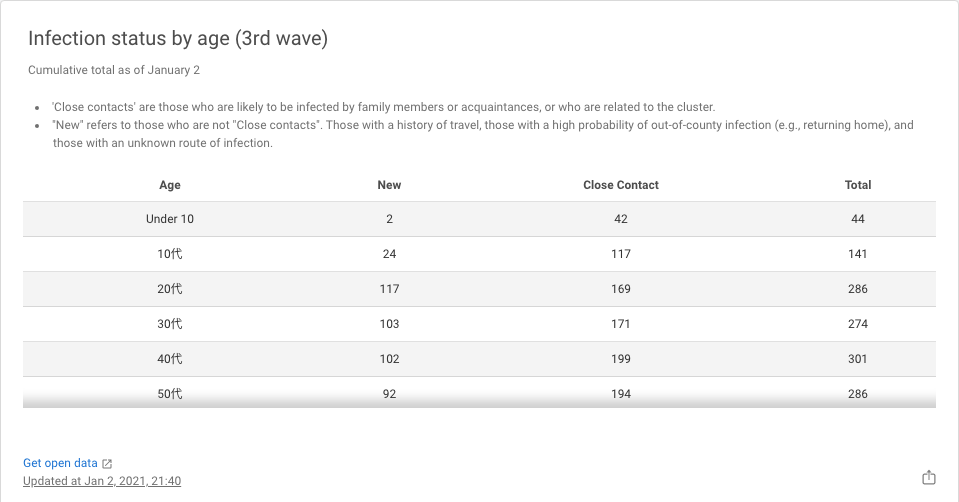 Infection status by age (3rd wave)
Cumulative total as of January 2
'Close contacts' are those who are likely to be infected by family members or acquaintances, or who are related to the cluster.
"New" refers to those who are not "Close contacts". Those with a history of travel, those with a high probability of out-of-county infection (e.g., returning home), and
those with an unknown route of infection.
Age New Close Contact Total
Under 10 2 42 44
10代 24 117 141
20代 117 169 286
30代 103 171 274
40代 102 199 301
50代 92 194 286
Get open data
Updated at Jan 2, 2021, 21:40